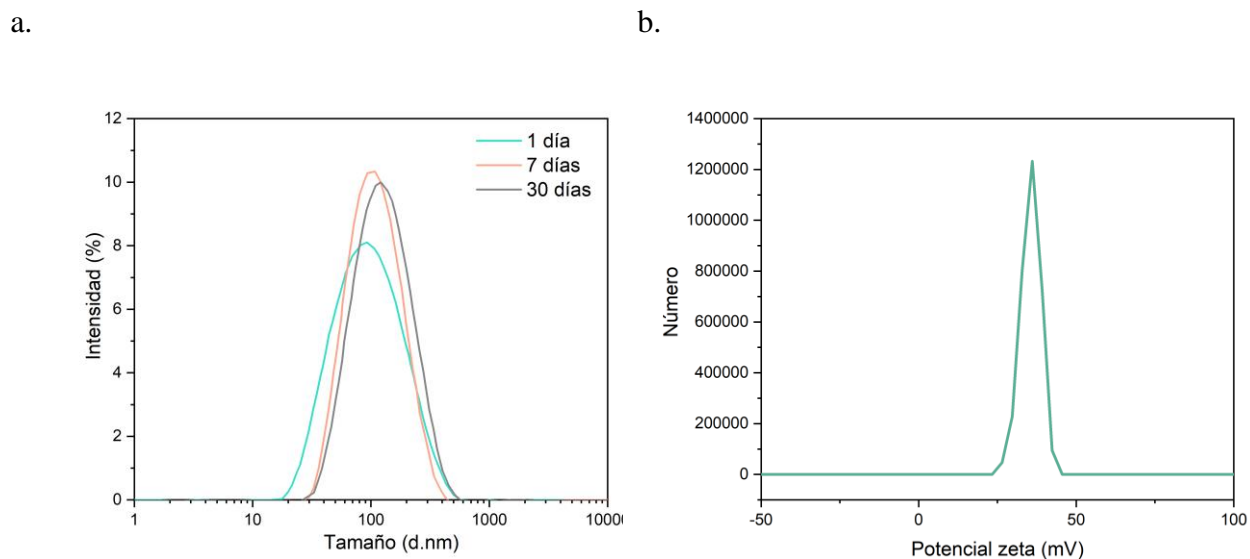 a.
b.
12
10
8
6
4
2
0
Intensidad (%)
1 día
7 días
30 días
1
10
100
1000
10000
Tamaño (d.nm)
1400000
1200000
1000000
800000
600000
400000
200000
0
Número
-50
0
50
100
Potencial zeta (mV)